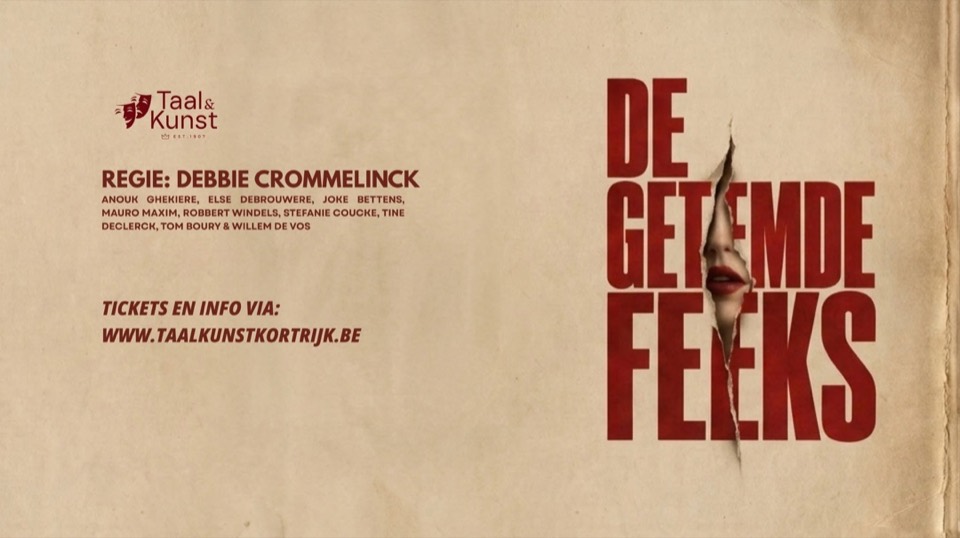 Taal &
Kunst
EST. 1907
REGIE: DEBBIE CROMMELINCK
ANOUK GHEKIERE, ELSE DEBROUWERE, JOKE BETTENS,
MAURO MAXIM, ROBBERT WINDELS, STEFANIE COUCKE, TINE
DECLERCK, TOM BOURY & WILLEM DE VOS
TICKETS EN INFO VIA:
WWW.TAALKUNSTKORTRIJK.BE
DE
GETEMDE
FEEKS